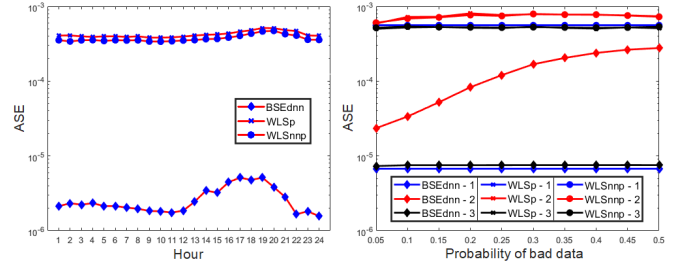 10^-3
10^-4
10^-5
10^-6
ASE
BSEdnn
WLSp
WLSnnp
1 2 3 4 5 6 7 8 9 10 11 12 13 14 15 16 17 18 19 20 21 22 23 24
Hour
10^-3
10^-4
10^-5
10^-6
ASE
BSEdnn - 1 WLSp - 1 WLSnnp - 1
BSEdnn - 2 WLSp - 2 WLSnnp - 2
BSEdnn - 3 WLSp - 3 WLSnnp - 3
0.05 0.1 0.15 0.2 0.25 0.3 0.35 0.4 0.45 0.5
Probability of bad data